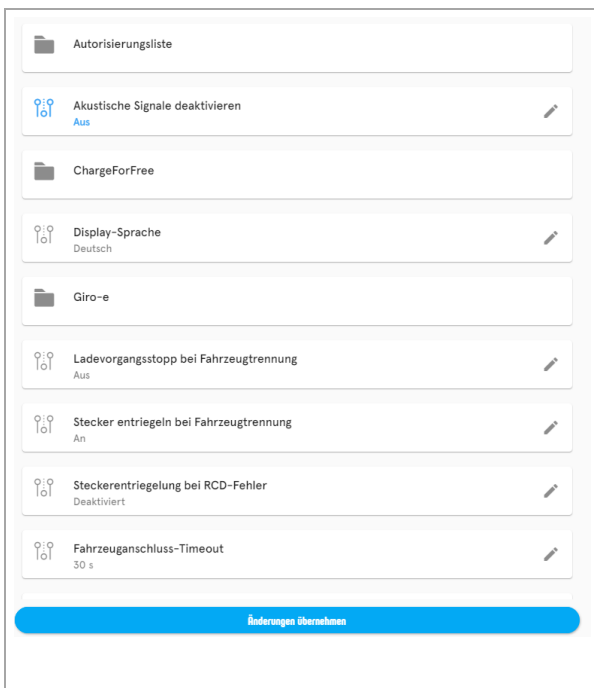 Autorisierungsliste
Akustische Signale deaktivieren
Aus
ChargeForFree
Display-Sprache
Deutsch
Giro-e
Ladevorgangsstopp bei Fahrzeugtrennung
Aus
Stecker entriegeln bei Fahrzeugtrennung
An
Steckerentriegelung bei RCD-Fehler
Deaktiviert
Fahrzeuganschluss-Timeout
30 s
Änderungen übernehmen